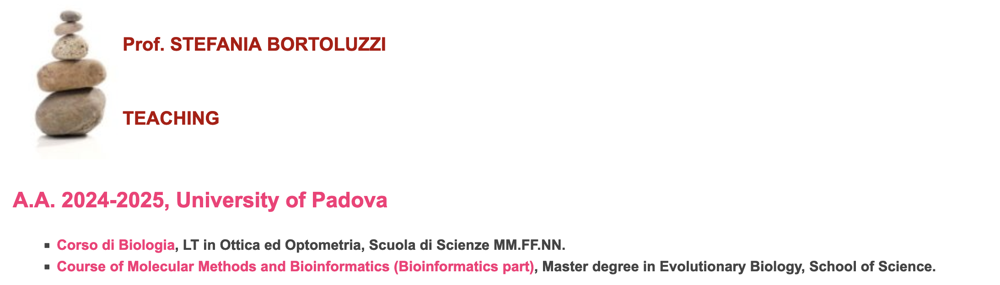 Prof. STEFANIA BORTOLUZZI
TEACHING
A.A. 2024-2025, University of Padova
Corso di Biologia, LT in Ottica ed Optometria, Scuola di Scienze MM.FF.NN.
Course of Molecular Methods and Bioinformatics (Bioinformatics part), Master degree in Evolutionary Biology, School of Science.